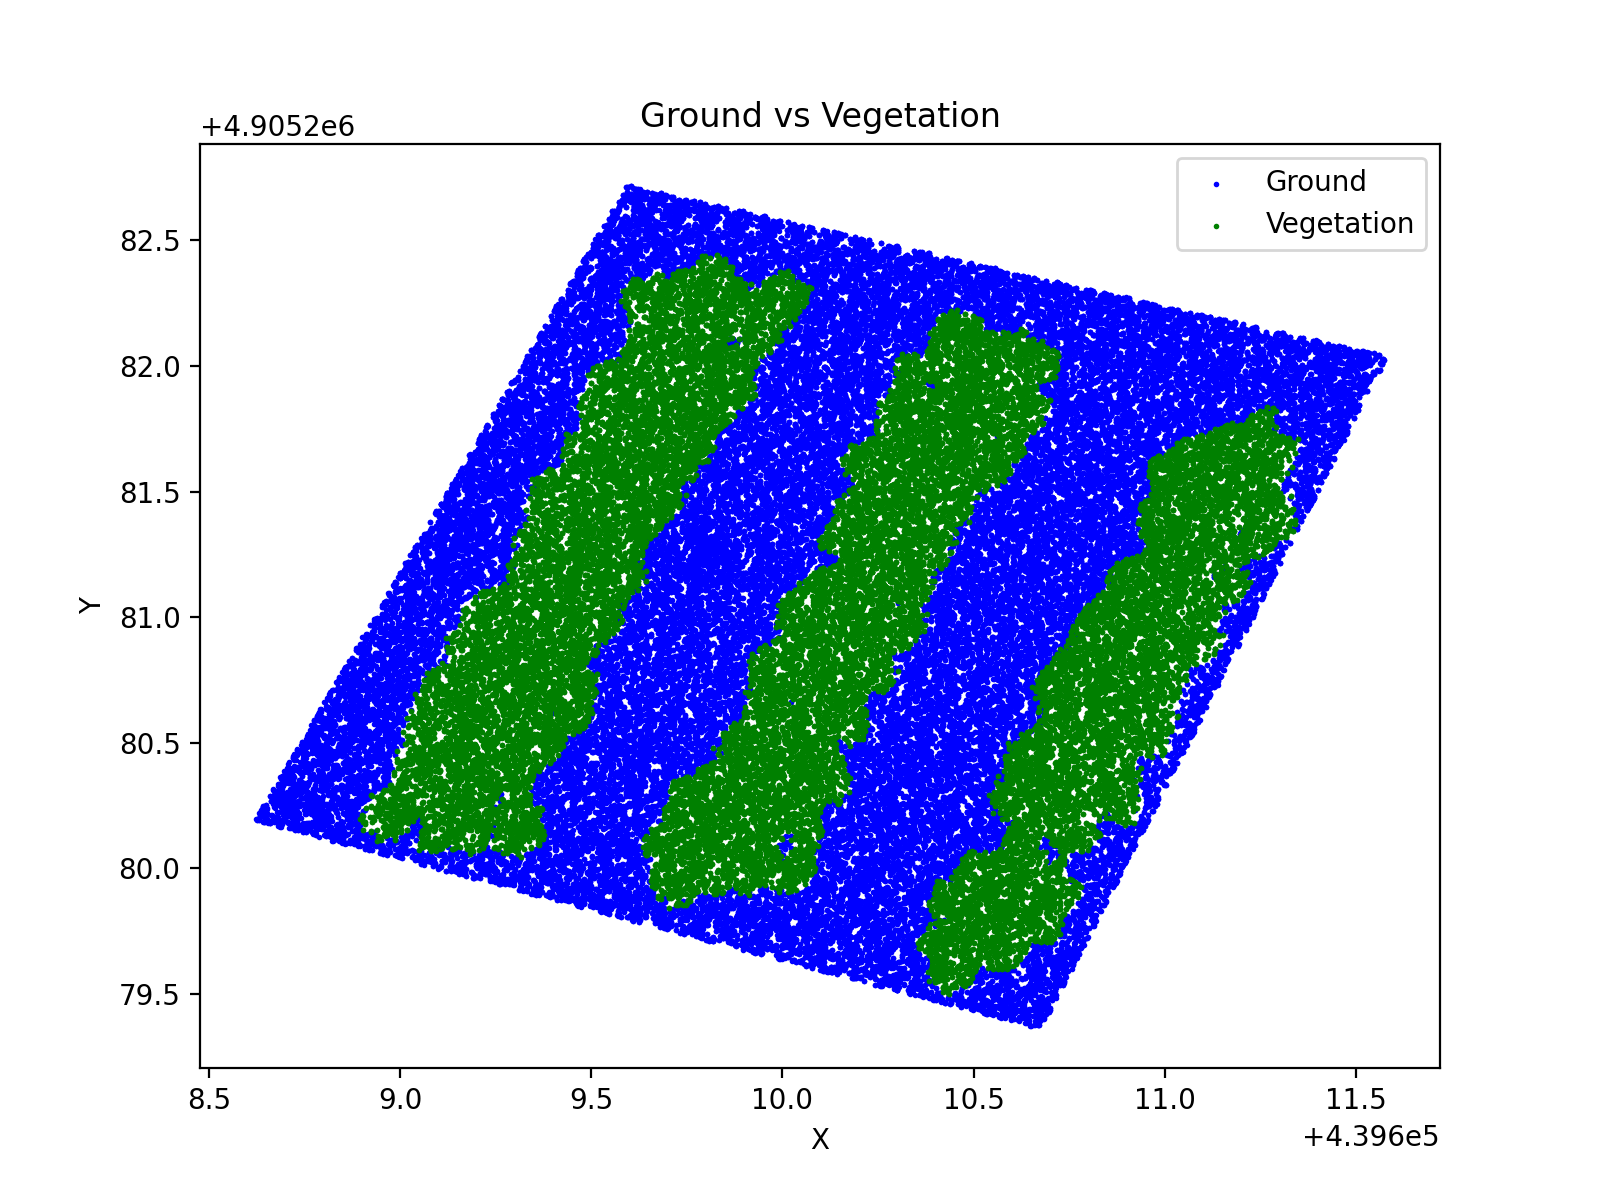 Ground vs Vegetation
+4.9052e6
Ground
Vegetation
82.5
82.0
81.5
81.0
80.5
80.0
79.5
Y
8.5 9.0 9.5 10.0 10.5 11.0 11.5
X
+4.396e5